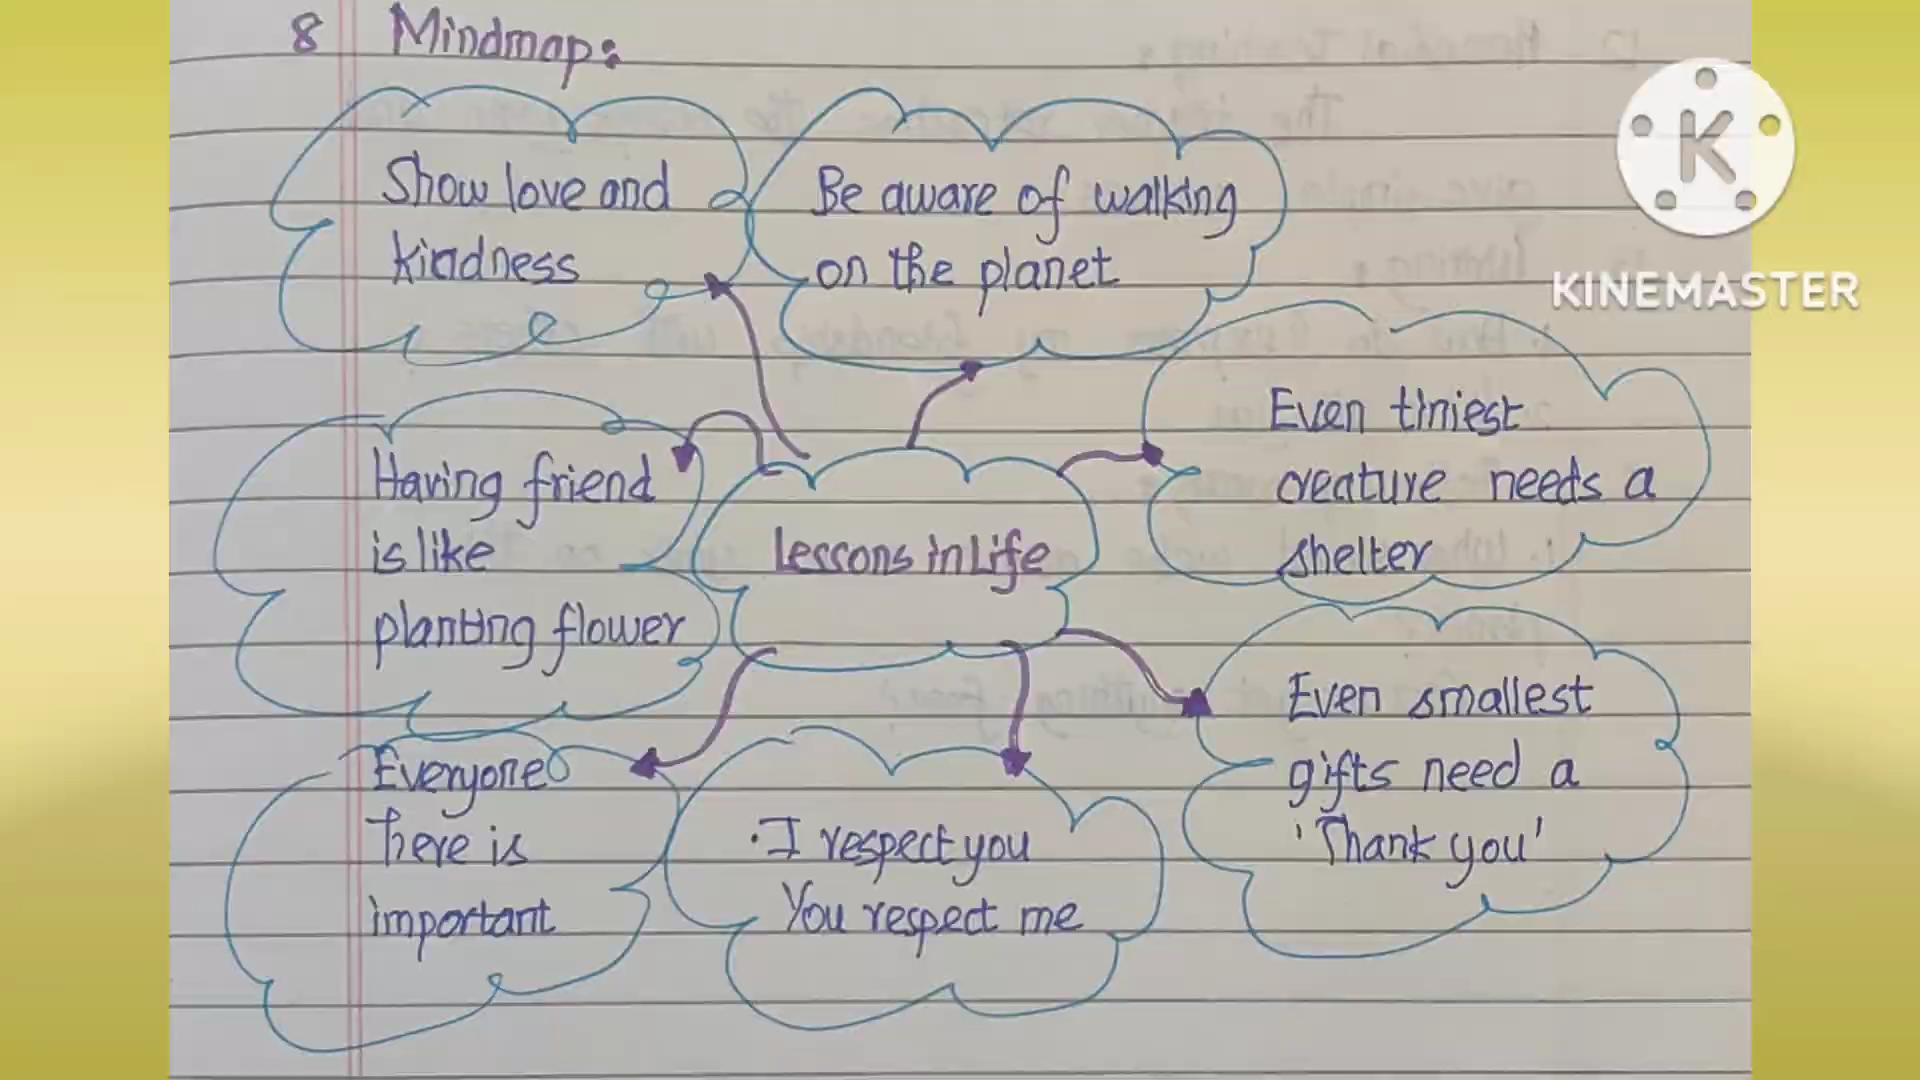 8 Mindmap:
Show love and
kindness
Be aware of walking
on the planet
Even tiniest
creature needs a
shelter
Having friend
is like
planting flower
Lessons in Life
Even smallest
gifts need a
'Thank you'
Everyone
There is
important
I respect you
You respect me
K
KINEMASTER